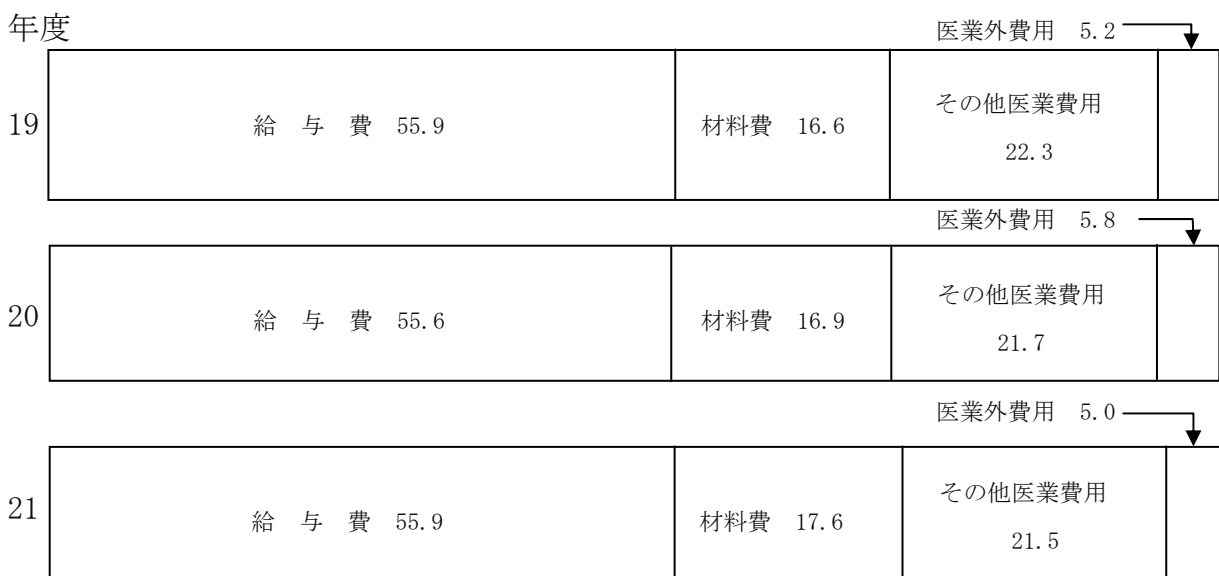 年度
医業外費用 5.2
19
給 与 費 55.9
材料費 16.6
その他医業費用
22.3
医業外費用 5.8
20
給 与 費 55.6
材料費 16.9
その他医業費用
21.7
医業外費用 5.0
21
給 与 費 55.9
材料費 17.6
その他医業費用
21.5